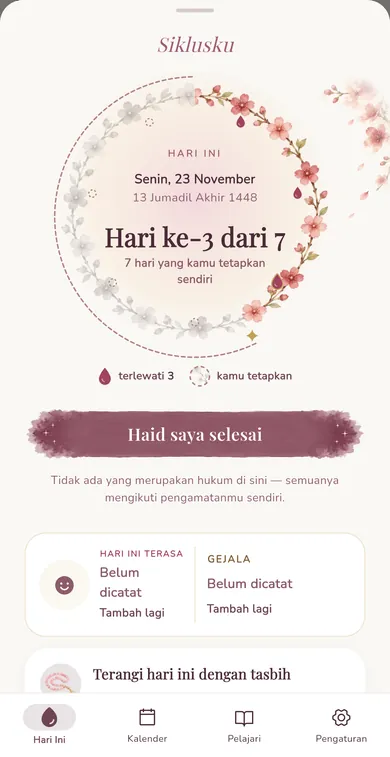 Siklusku
HARI INI
Senin, 23 November
13 Jumadil Akhir 1448
Hari ke-3 dari 7
7 hari yang kamu tetapkan
sendiri
terlewati 3
kamu tetapkan
Haid saya selesai
Tidak ada yang merupakan hukum di sini — semuanya
mengikuti pengamatanmu sendiri.
HARI INI TERASA
Belum
dicatat
Tambah lagi
GEJALA
Belum dicatat
Tambah lagi
Terangi hari ini dengan tasbih
Hari Ini
Kalender
Pelajari
Pengaturan